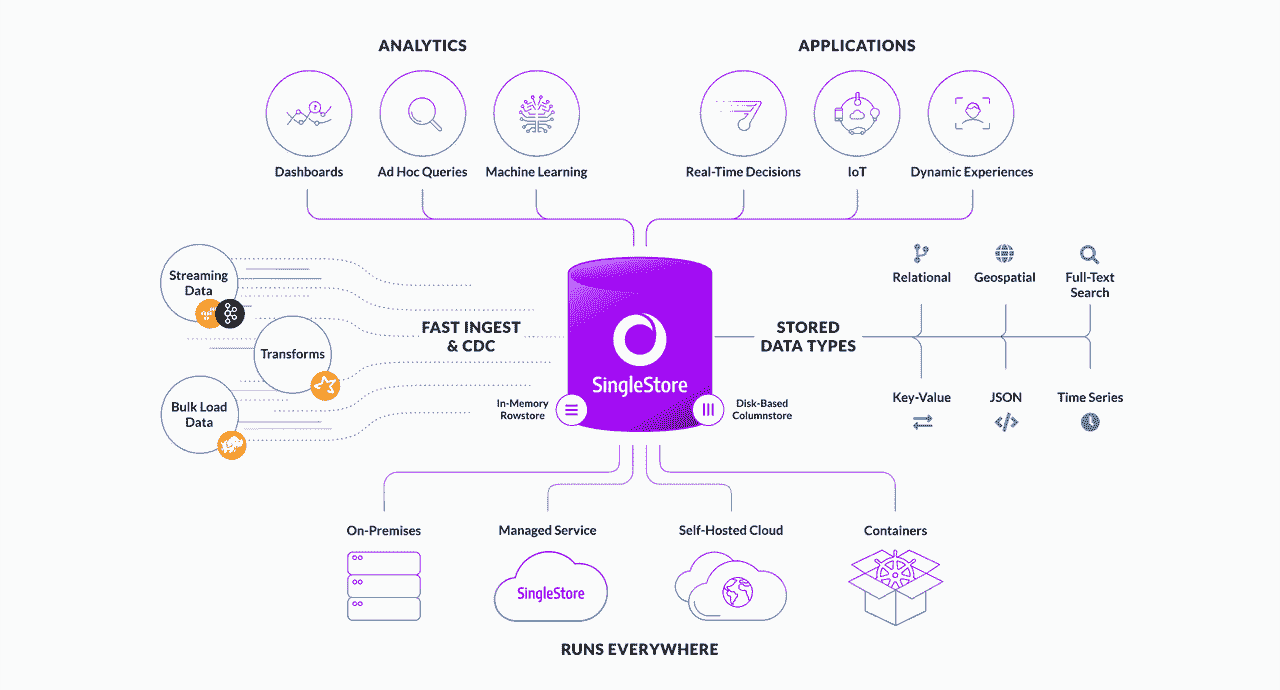 ANALYTICS
APPLICATIONS
Dashboards
Ad Hoc Queries
Machine Learning
Real-Time Decisions
IoT
Dynamic Experiences
Streaming
Data
Transforms
Bulk Load
Data
FAST INGEST
& CDC
SingleStore
In-Memory
Rowstore
Disk-Based
Columnstore
STORED
DATA TYPES
Relational
Geospatial
Full-Text
Search
Key-Value
JSON
Time Series
On-Premises
Managed Service
Self-Hosted Cloud
Containers
SingleStore
RUNS EVERYWHERE